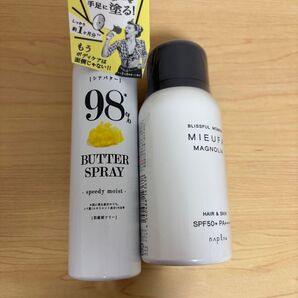 手足に塗る!
約1ヶ月分
もう
ボディケアは
面倒じゃない!!
[シアバター]
98%
BUTTER
SPRAY
- speedy moist -
BLISSFUL MOMEN
MIEUFA
MAGNOLIA
HAIR & SKIN
SPF50+ PA+++
napla